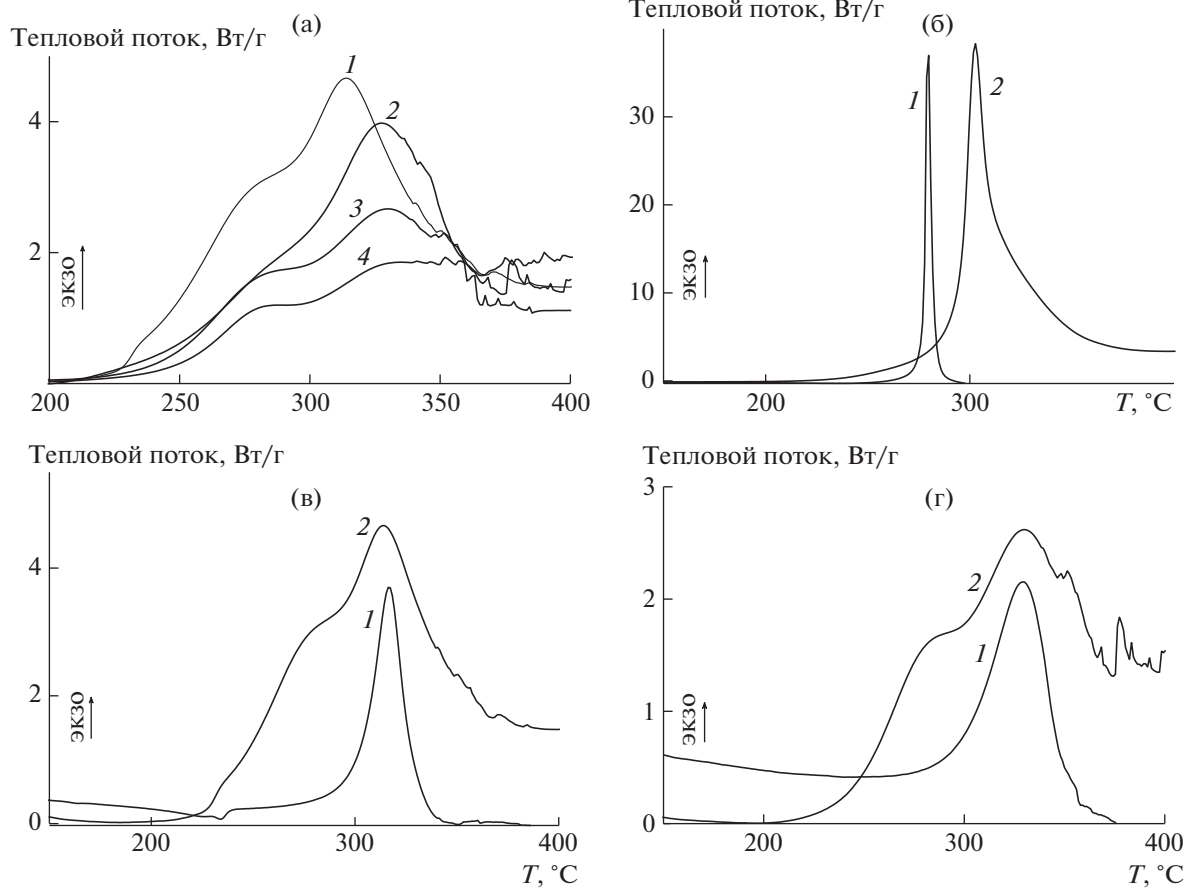 Тепловой поток, Вт/г
(а)
4
2
ЭКЗО
1
2
3
4
200
250
300
350
400
Тепловой поток, Вт/г
(б)
30
20
10
0
ЭКЗО
1
2
200
300
T, °C
Тепловой поток, Вт/г
(в)
4
2
0
ЭКЗО
2
1
200
300
400
T, °C
Тепловой поток, Вт/г
(г)
3
2
1
0
ЭКЗО
2
1
200
300
400
T, °C